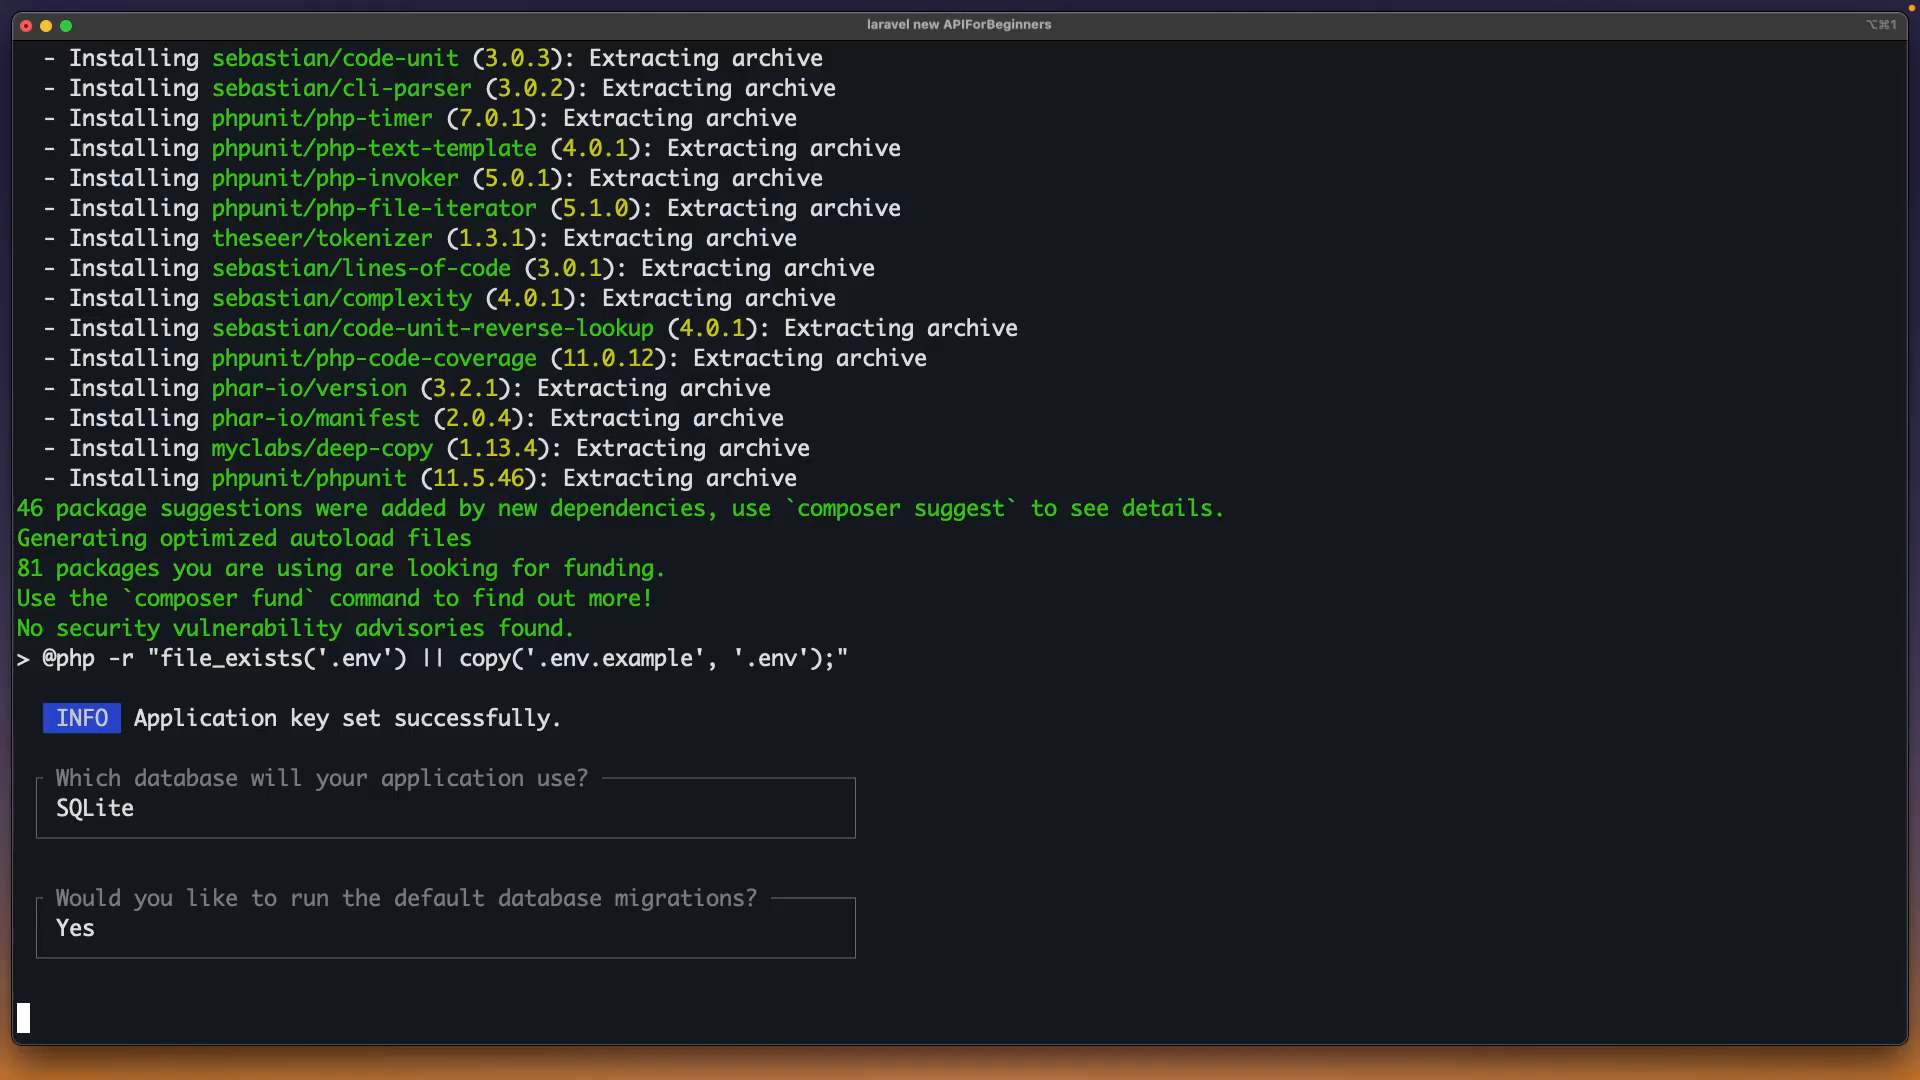 laravel new APIForBeginners
⌥⌘1
- Installing sebastian/code-unit (3.0.3): Extracting archive
- Installing sebastian/cli-parser (3.0.2): Extracting archive
- Installing phpunit/php-timer (7.0.1): Extracting archive
- Installing phpunit/php-text-template (4.0.1): Extracting archive
- Installing phpunit/php-invoker (5.0.1): Extracting archive
- Installing phpunit/php-file-iterator (5.1.0): Extracting archive
- Installing theseer/tokenizer (1.3.1): Extracting archive
- Installing sebastian/lines-of-code (3.0.1): Extracting archive
- Installing sebastian/complexity (4.0.1): Extracting archive
- Installing sebastian/code-unit-reverse-lookup (4.0.1): Extracting archive
- Installing phpunit/php-code-coverage (11.0.12): Extracting archive
- Installing phar-io/version (3.2.1): Extracting archive
- Installing phar-io/manifest (2.0.4): Extracting archive
- Installing myclabs/deep-copy (1.13.4): Extracting archive
- Installing phpunit/phpunit (11.5.46): Extracting archive
46 package suggestions were added by new dependencies, use `composer suggest` to see details.
Generating optimized autoload files
81 packages you are using are looking for funding.
Use the `composer fund` command to find out more!
No security vulnerability advisories found.
> @php -r "file_exists('.env') || copy('.env.example', '.env');"
INFO Application key set successfully.
Which database will your application use?
SQLite
Would you like to run the default database migrations?
Yes